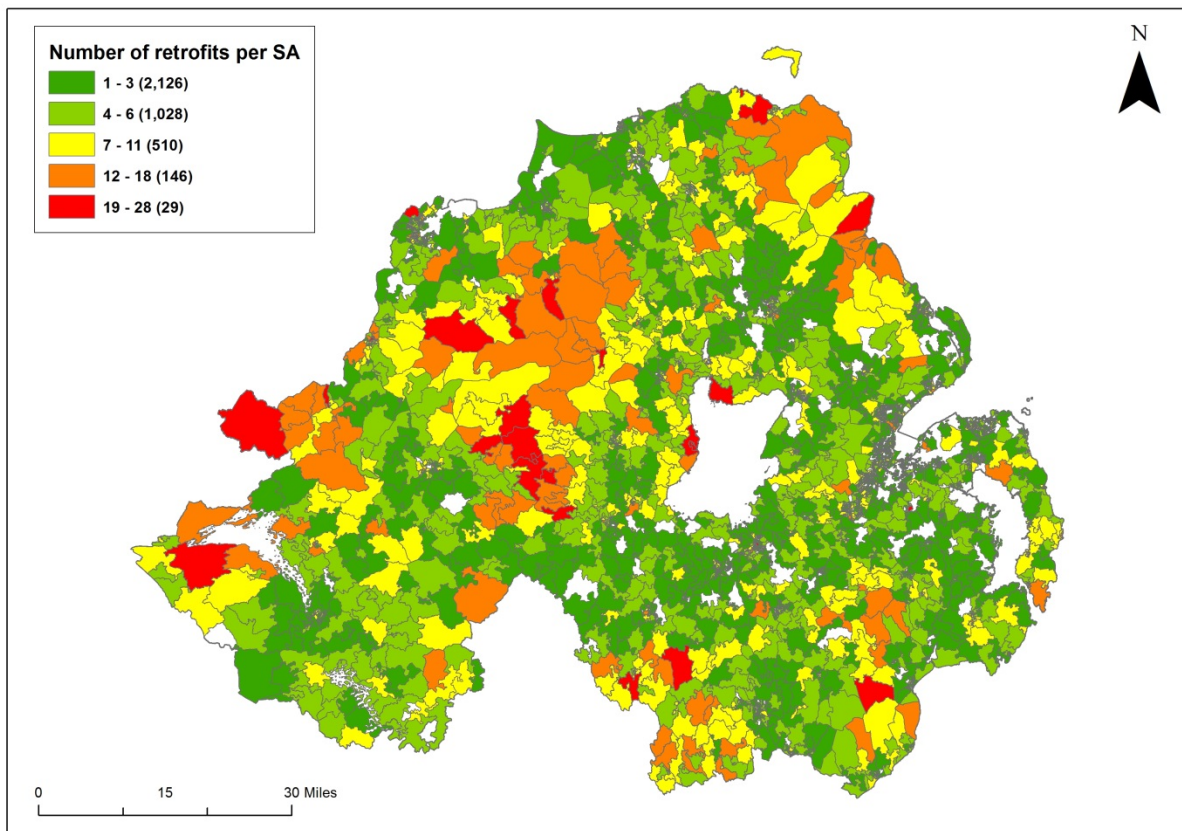 Number of retrofits per SA
1 - 3 (2,126)
4 - 6 (1,028)
7 - 11 (510)
12 - 18 (146)
19 - 28 (29)
N
0 15 30 Miles